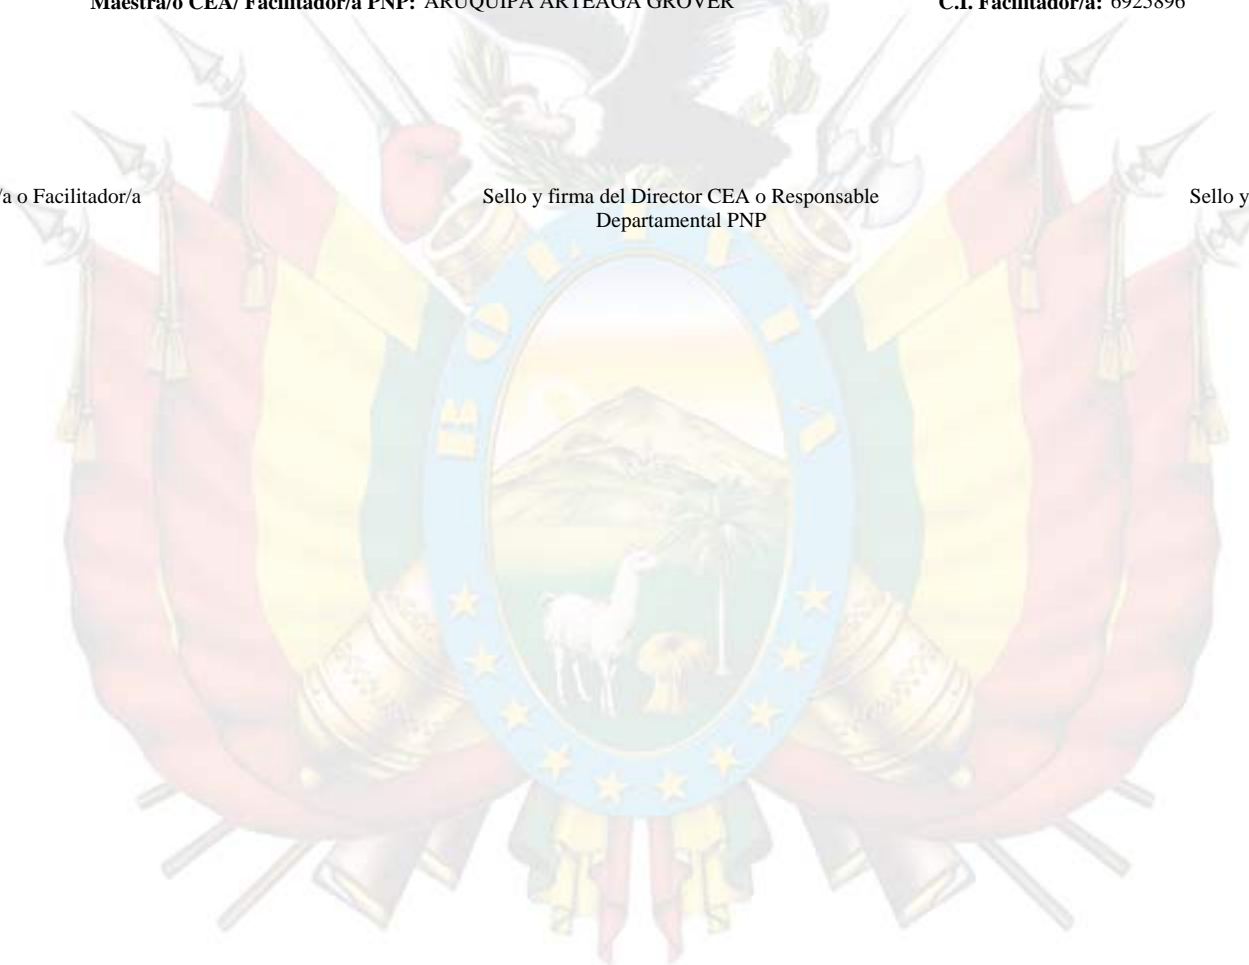 Maestra/o CEA/ Facilitador/a PNP: ARUQUIPA ARTEAGA GROVER C.I. Facilitador/a: 6925896
/a o Facilitador/a Sello y firma del Director CEA o Responsable Sello y
Departamental PNP
BOLIVIA